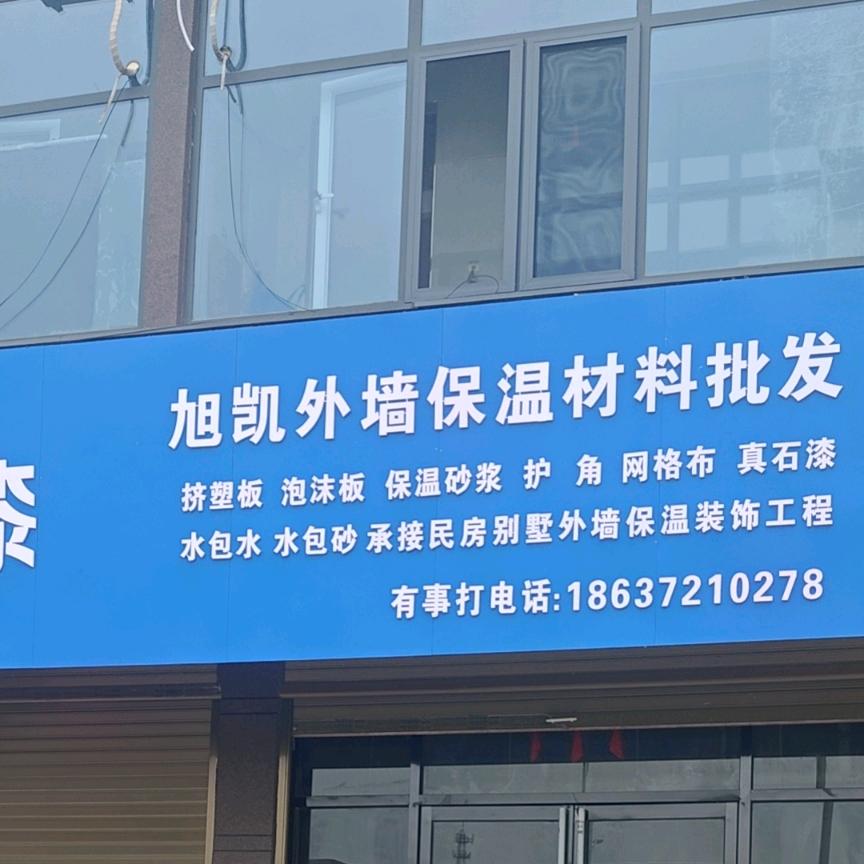 旭凯外墙保温材料批发
挤塑板 泡沫板 保温砂浆 护 角 网格布 真石漆
水包水 水包砂 承接民房别墅外墙保温装饰工程
有事打电话:18637210278